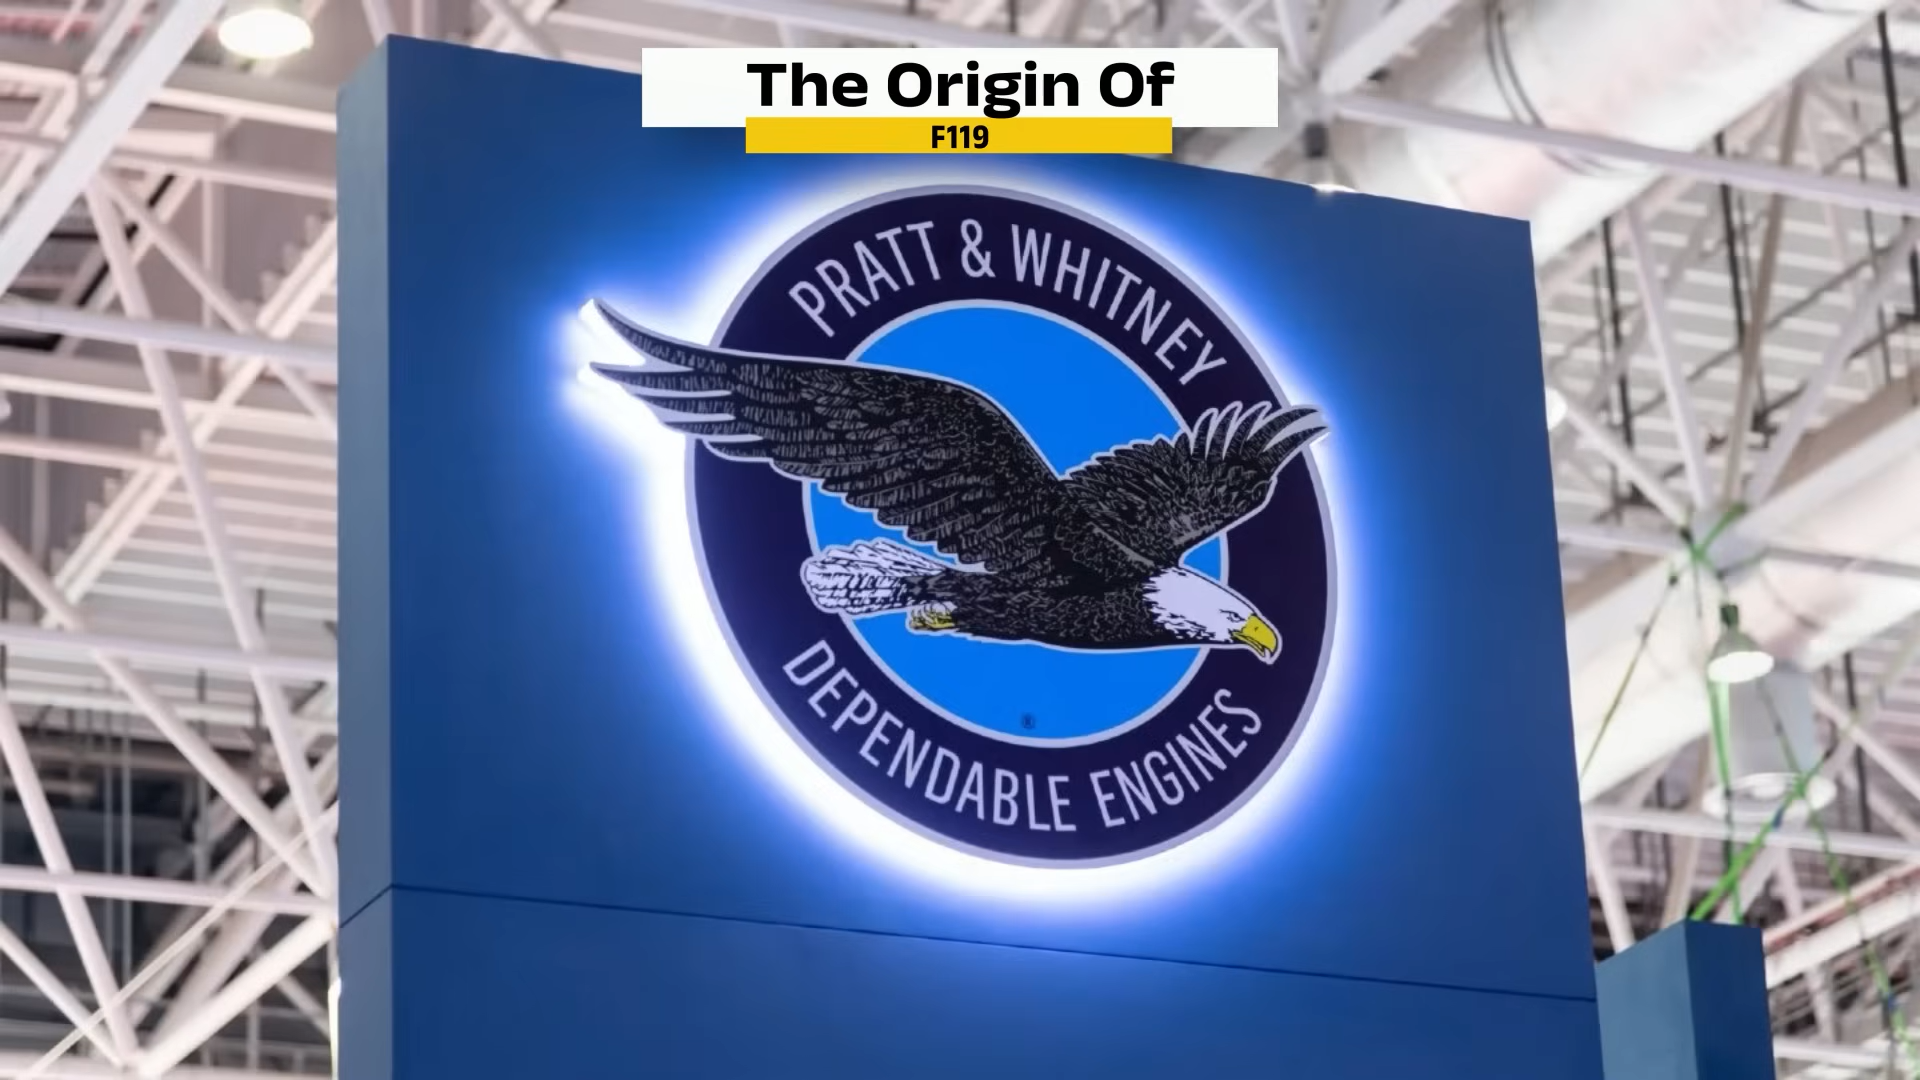 The Origin Of
F119
PRATT & WHITNEY
DEPENDABLE ENGINES
®